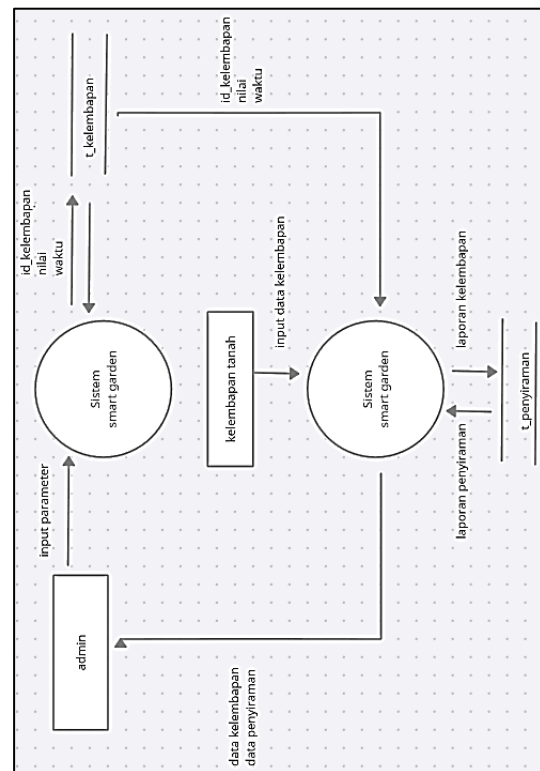 data kelembapan
data penyiraman
admin
input parameter
Sistem
smart garden
id_kelembapan
nilai
waktu
t_kelembapan
id_kelembapan
nilai
waktu
kelembapan tanah
input data kelembapan
Sistem
smart garden
laporan kelembapan
laporan penyiraman
t_penyiraman